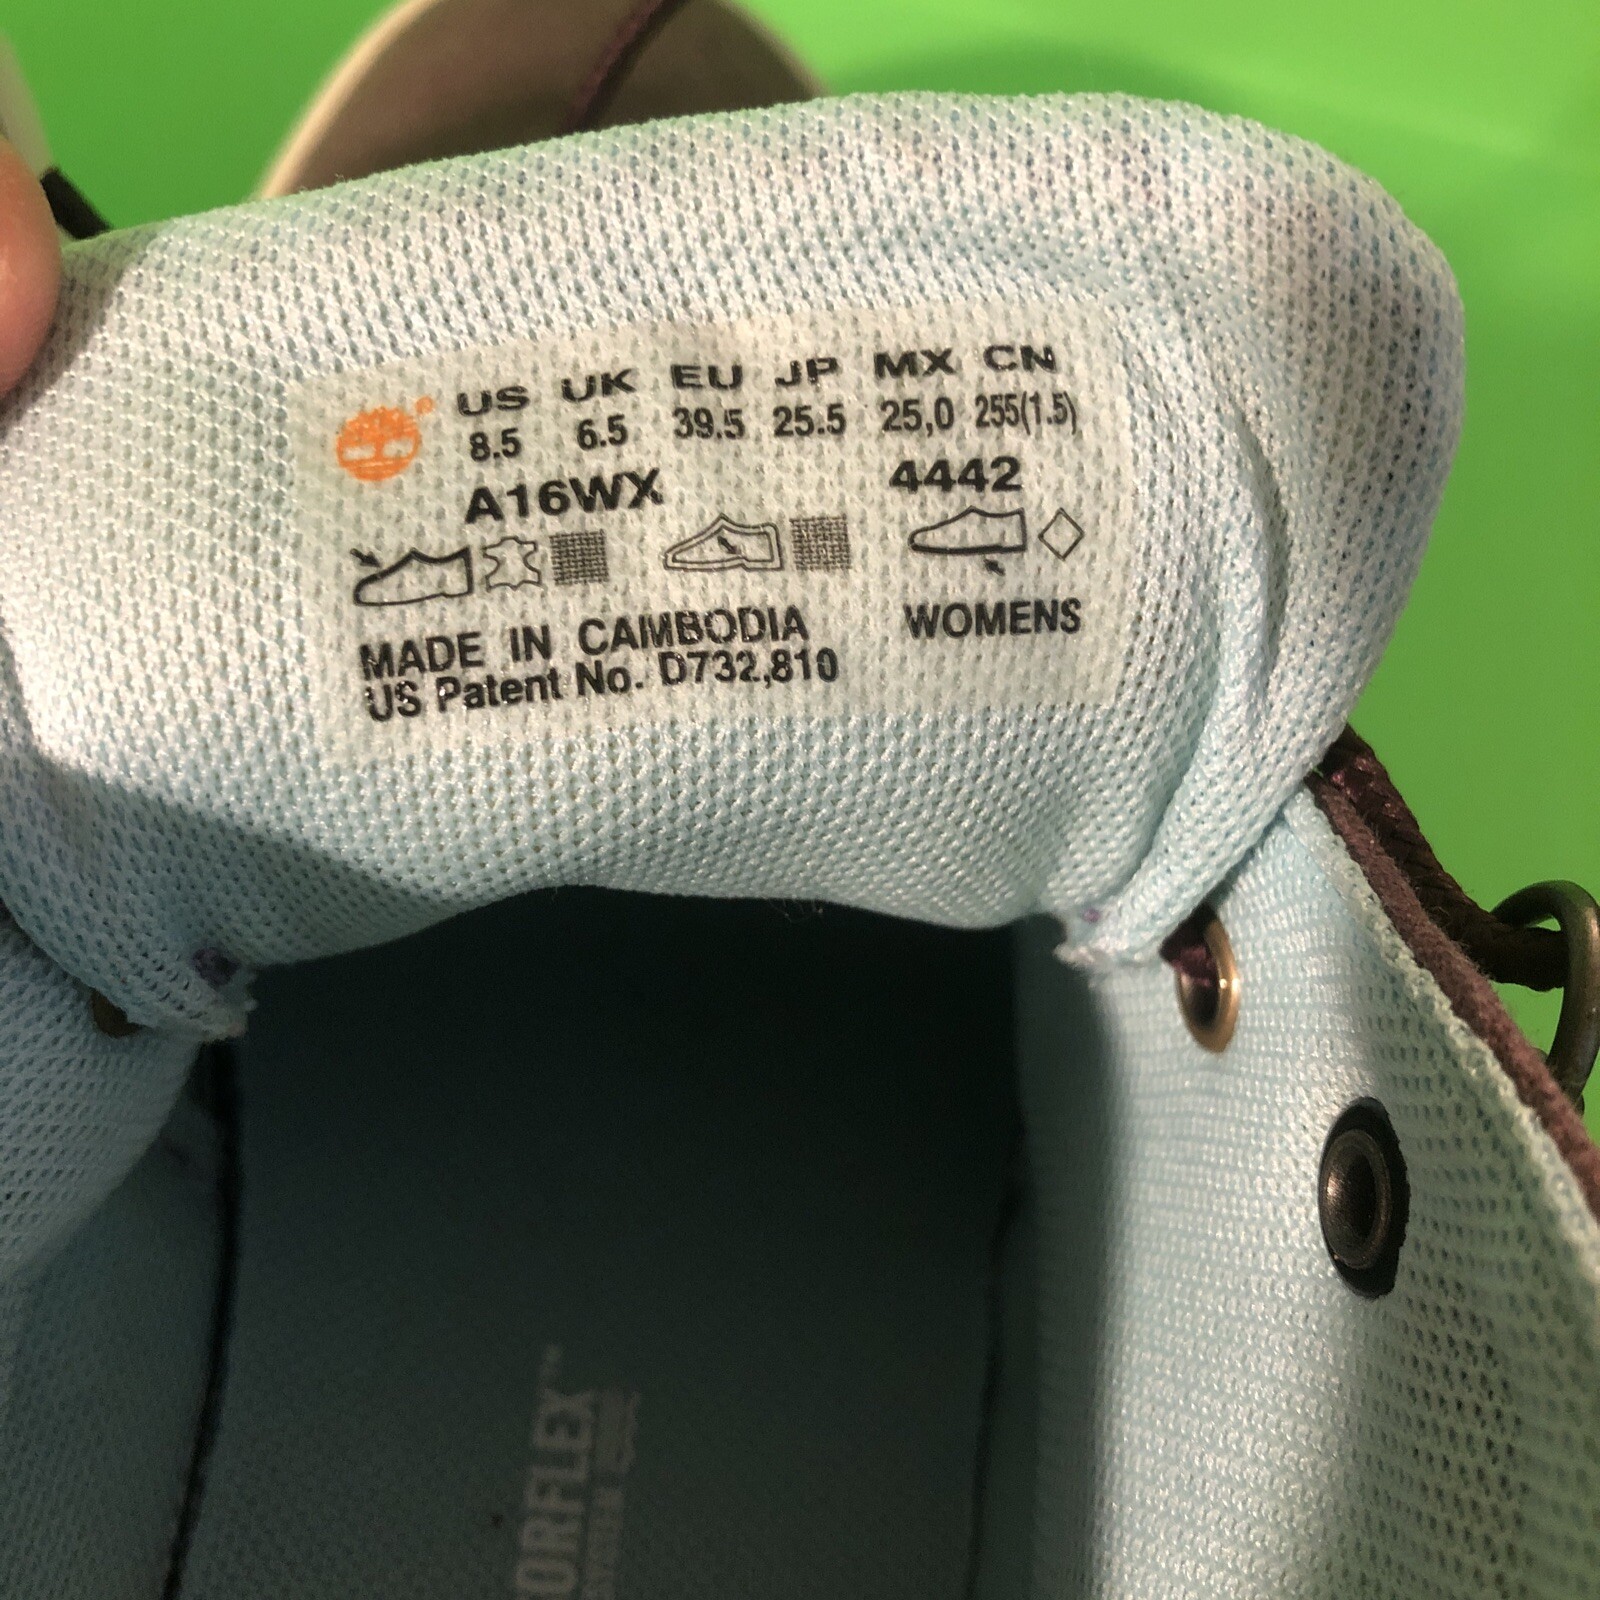 US UK EU JP MX CN
8.5 6.5 39.5 25.5 25,0 255(1.5)
A16WX 4442
WOMENS
MADE IN CAMBODIA
US Patent No. D732,810
ORFLEX™